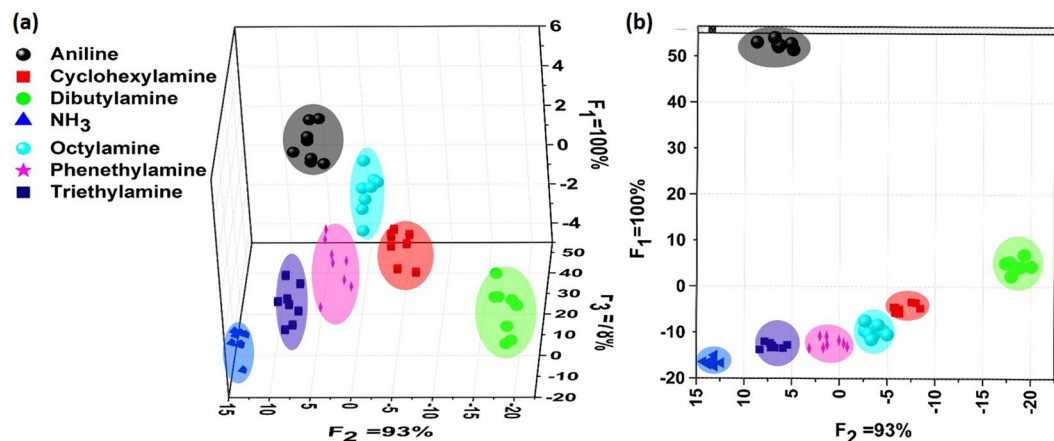 (a)
Aniline
Cyclohexylamine
Dibutylamine
NH3
Octylamine
Phenethylamine
Triethylamine
6
4
2
0
-2
-4
F1=100%
50
40
30
20
10
0
-10
-20
F3=78%
15
10
5
0
-5
-10
-15
-20
F2=93%
(b)
50
40
30
20
10
0
-10
-20
F1=100%
15
10
5
0
-5
-10
-15
-20
F2=93%